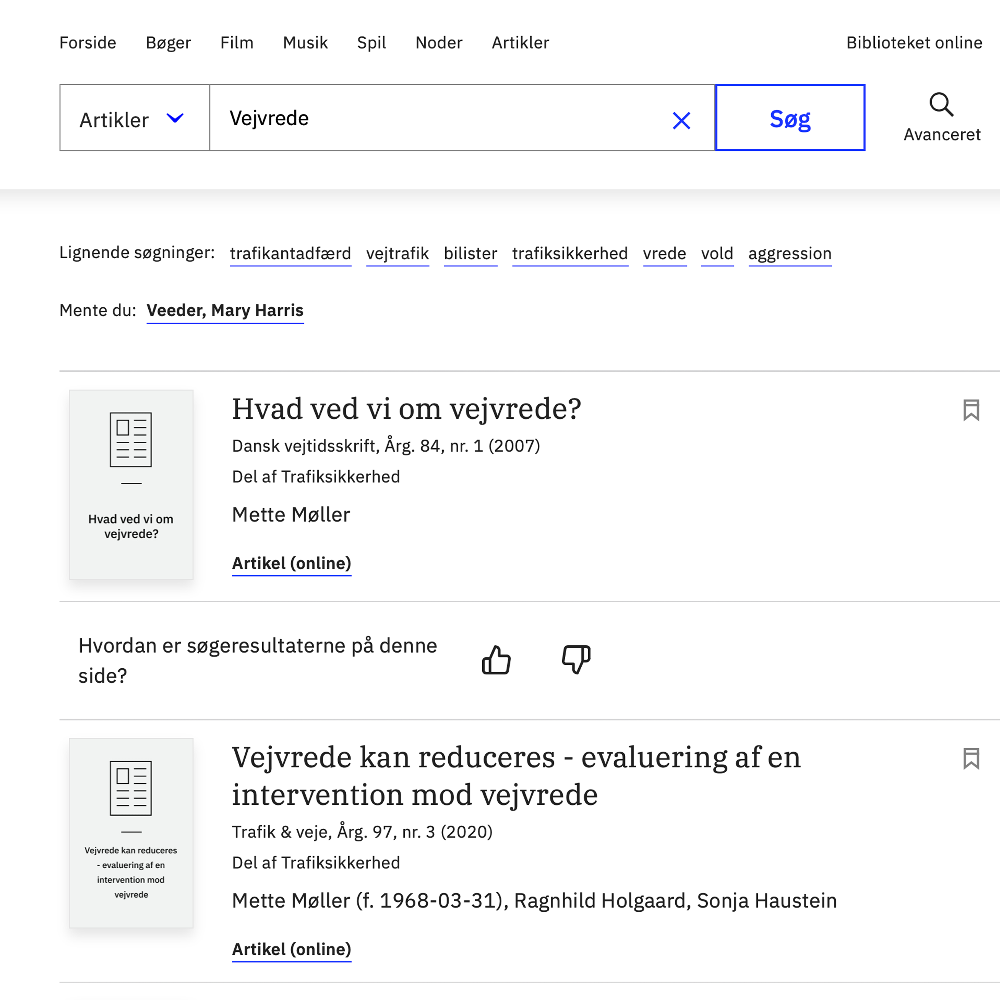 Forside Bøger Film Musik Spil Noder Artikler Biblioteket online
Artikler Vejvrede Søg
Avanceret
Lignende søgninger: trafikantadfærd vejtrafik bilister trafiksikkerhed vrede vold aggression
Mente du: Veeder, Mary Harris
Hvad ved vi om
vejvrede?
Hvad ved vi om vejvrede?
Dansk vejtidsskrift, Årg. 84, nr. 1 (2007)
Del af Trafiksikkerhed
Mette Møller
Artikel (online)
Hvordan er søgeresultaterne på denne
side?
Vejvrede kan reduceres
- evaluering af en
intervention mod
vejvrede
Vejvrede kan reduceres - evaluering af en
intervention mod vejvrede
Trafik & veje, Årg. 97, nr. 3 (2020)
Del af Trafiksikkerhed
Mette Møller (f. 1968-03-31), Ragnhild Holgaard, Sonja Haustein
Artikel (online)